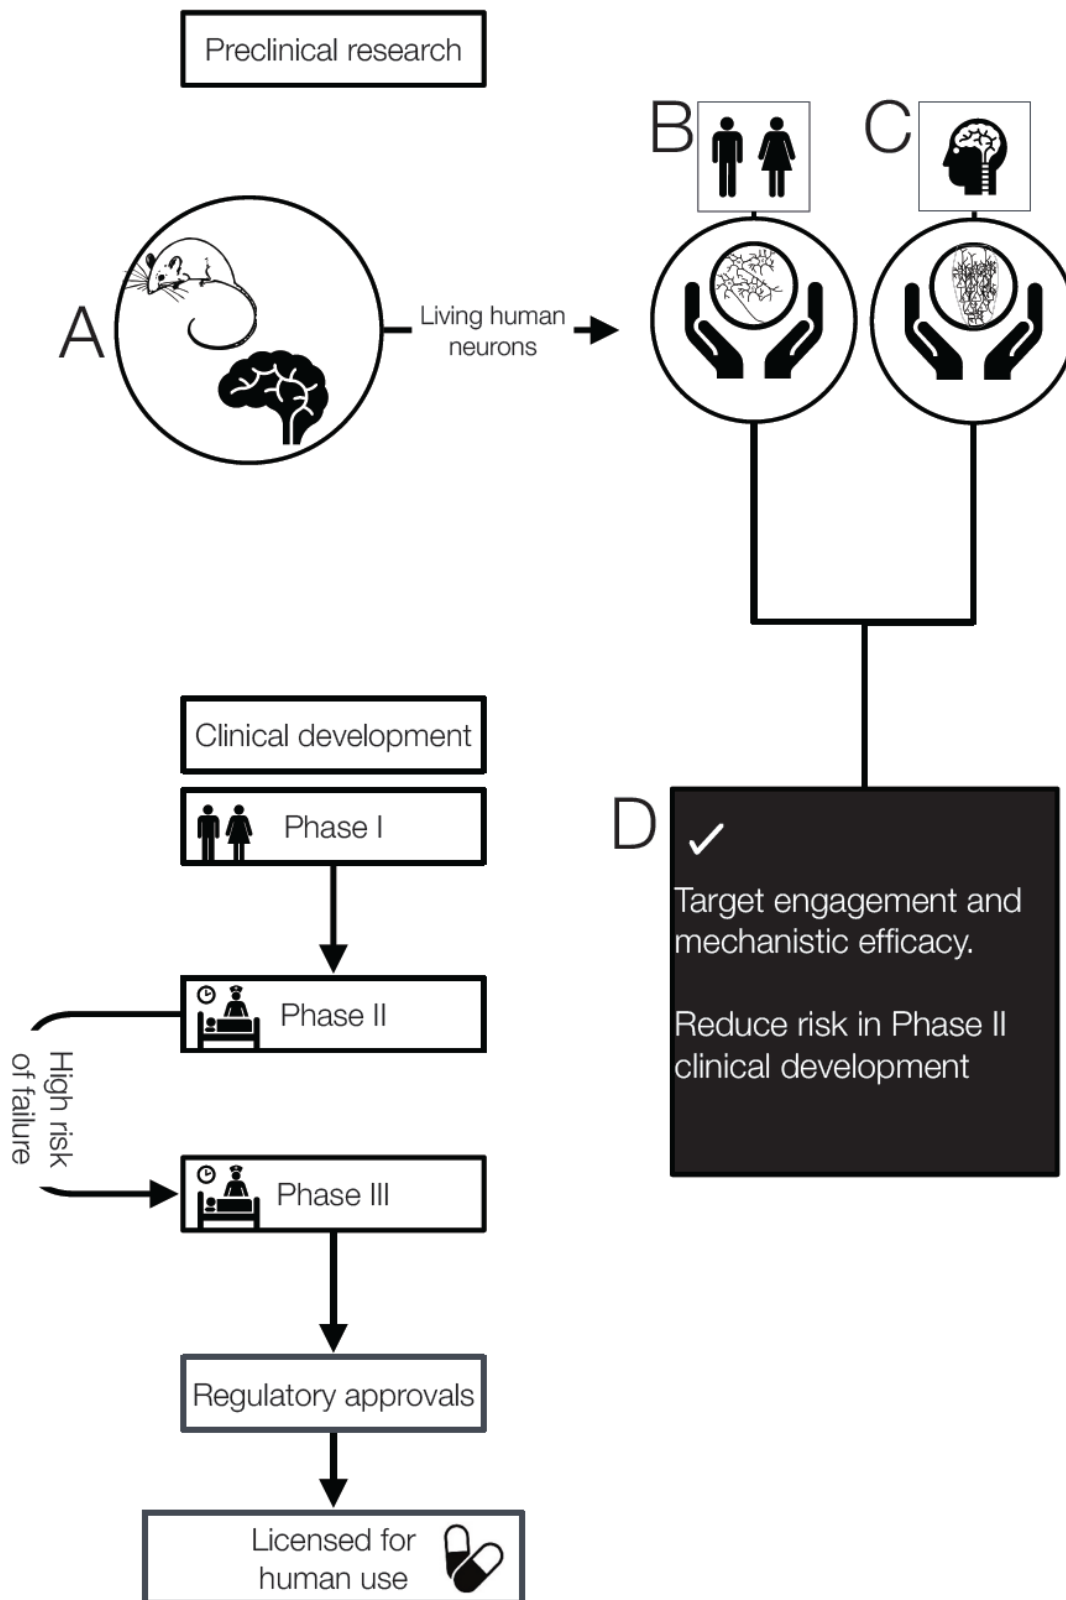 Preclinical research
B
C
A
Living human
neurons
Clinical development
Phase I
D
✓
Target engagement and
mechanistic efficacy.
Reduce risk in Phase II
clinical development
Phase II
High risk
of failure
Phase III
Regulatory approvals
Licensed for
human use